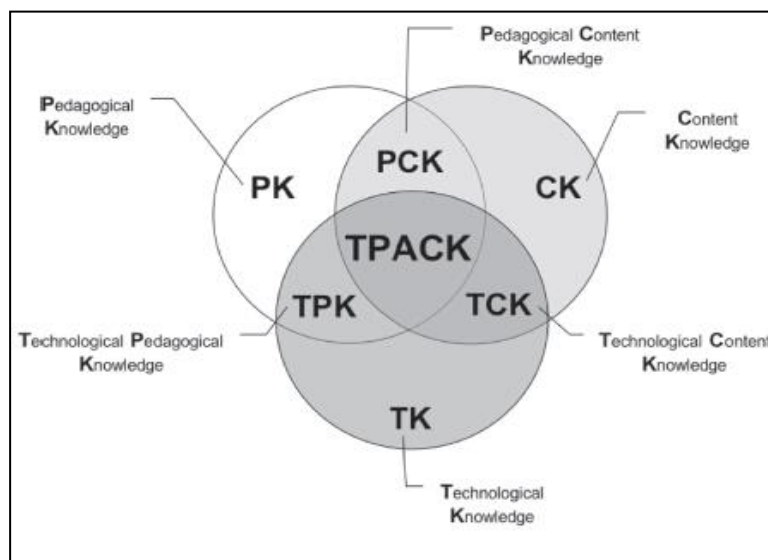 Pedagogical Content
Knowledge
Pedagogical
Knowledge
Content
Knowledge
PCK
PK
CK
TPACK
TPK
TCK
Technological Pedagogical
Knowledge
Technological Content
Knowledge
TK
Technological
Knowledge